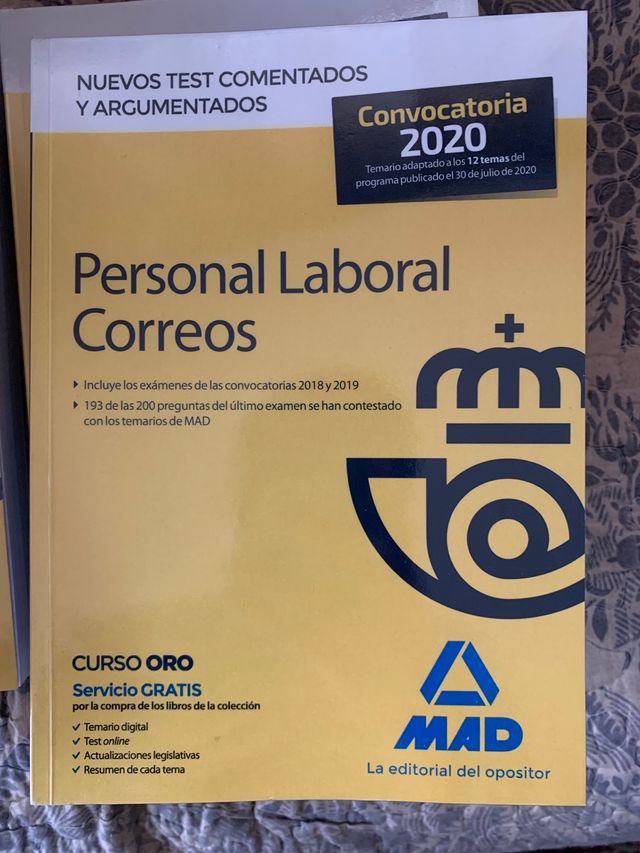 NUEVOS TEST COMENTADOS
Y ARGUMENTADOS
Convocatoria
2020
Temario adaptado a los 12 temas del
programa publicado el 30 de julio de 2020
Personal Laboral
Correos
Incluye los exámenes de las convocatorias 2018 y 2019
193 de las 200 preguntas del último examen se han contestado
con los temarios de MAD
CURSO ORO
Servicio GRATIS
por la compra de los libros de la colección
✓ Temario digital
✓ Test online
✓ Actualizaciones legislativas
✓ Resumen de cada tema
MAD
La editorial del opositor